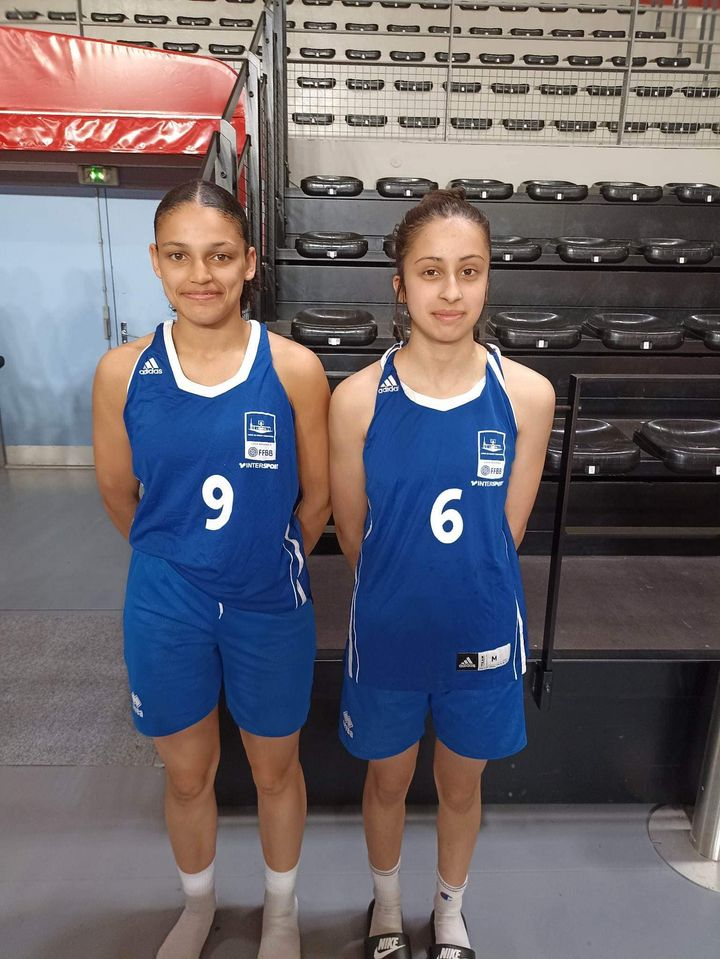 adidas
FFBB
INTERSPORT
9
adidas
FFBB
INTERSPORT
6
adidas
M
NIKE
NIKE